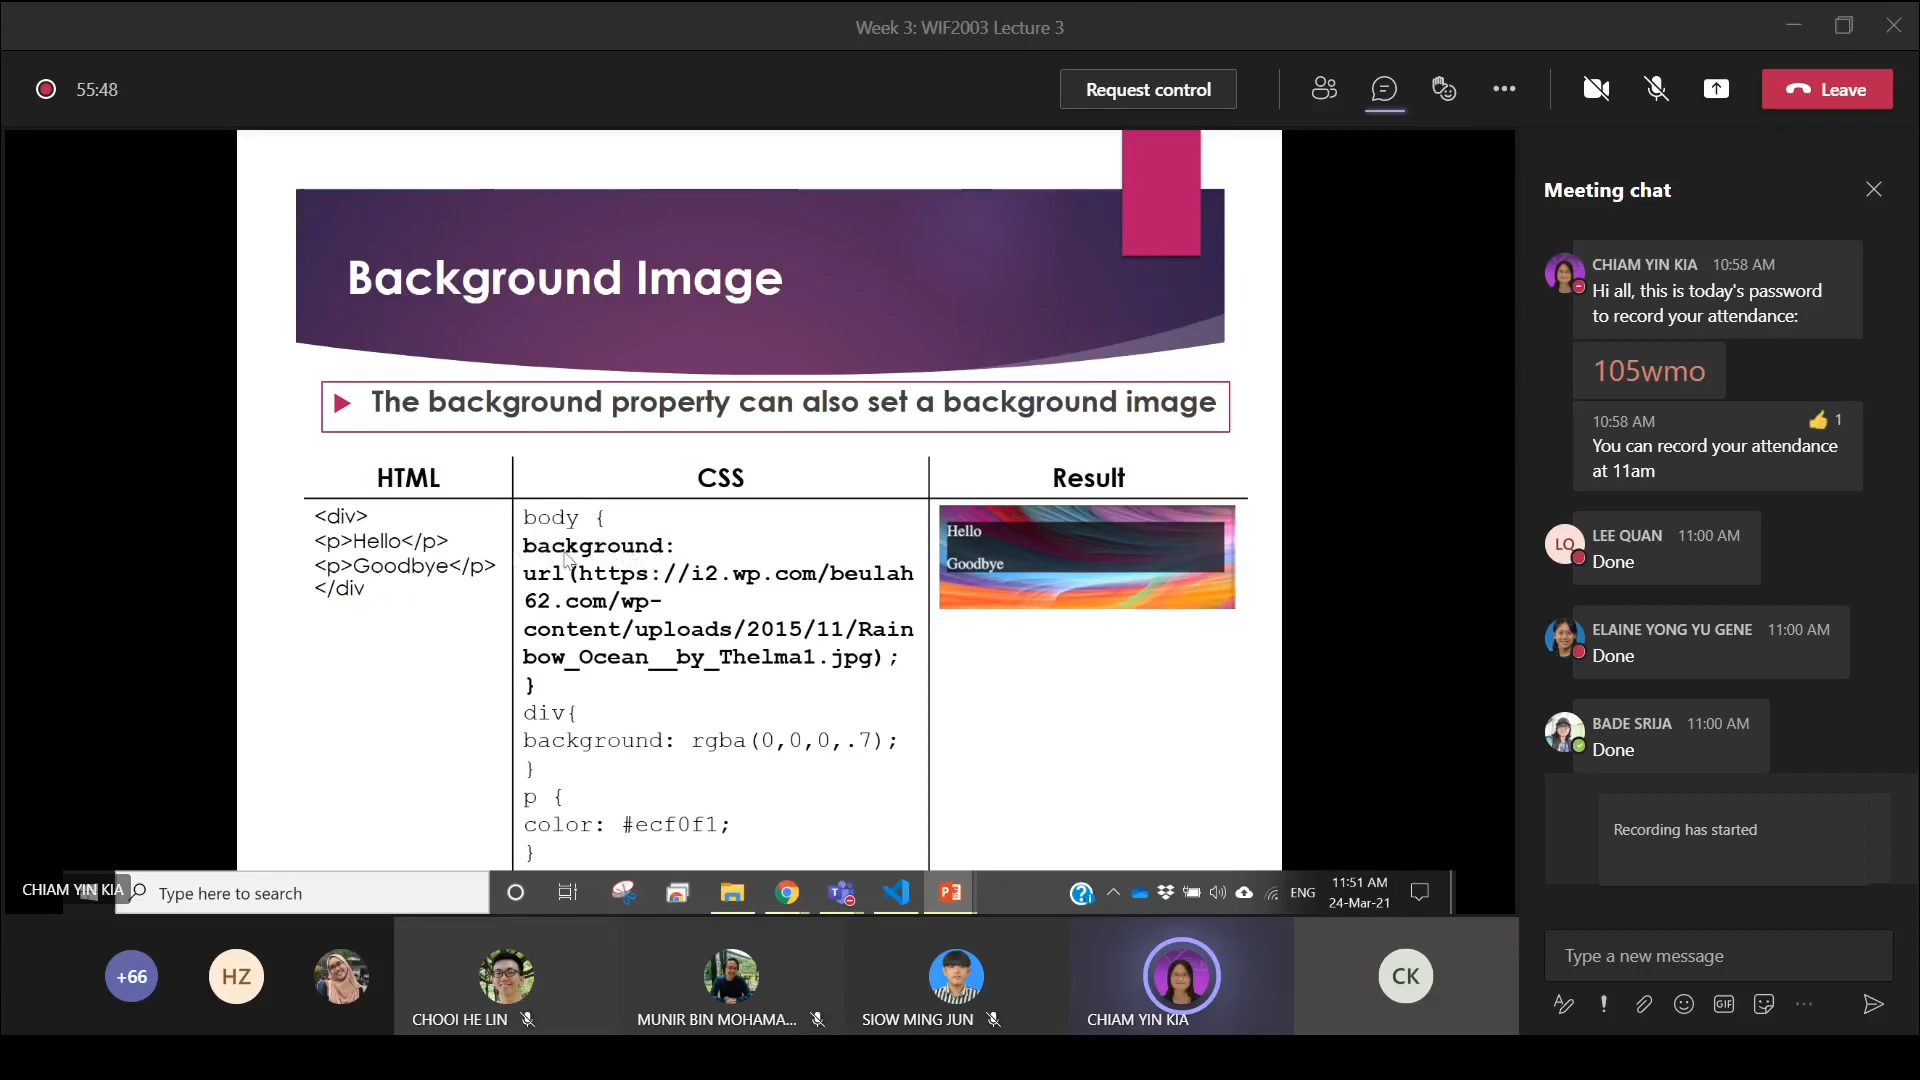 Week 3: WIF2003 Lecture 3
55:48
Request control
Leave
Background Image
The background property can also set a background image
HTML
CSS
Result
<div>
<p>Hello</p>
<p>Goodbye</p>
</div
body {
background:
url(https://i2.wp.com/beulah
62.com/wp-
content/uploads/2015/11/Rain
bow_Ocean__by_Thelma1.jpg);
}
div{
background: rgba(0,0,0,.7);
}
p {
color: #ecf0f1;
}
Hello
Goodbye
CHIAM YIN KIA
Type here to search
ENG
11:51 AM
24-Mar-21
+66
HZ
CHOOI HE LIN
MUNIR BIN MOHAMA...
SIOW MING JUN
CHIAM YIN KIA
CK
Meeting chat
CHIAM YIN KIA 10:58 AM
Hi all, this is today's password
to record your attendance:
105wmo
10:58 AM
1
You can record your attendance
at 11am
LQ
LEE QUAN 11:00 AM
Done
ELAINE YONG YU GENE 11:00 AM
Done
BADE SRIJA 11:00 AM
Done
Recording has started
Type a new message
GIF